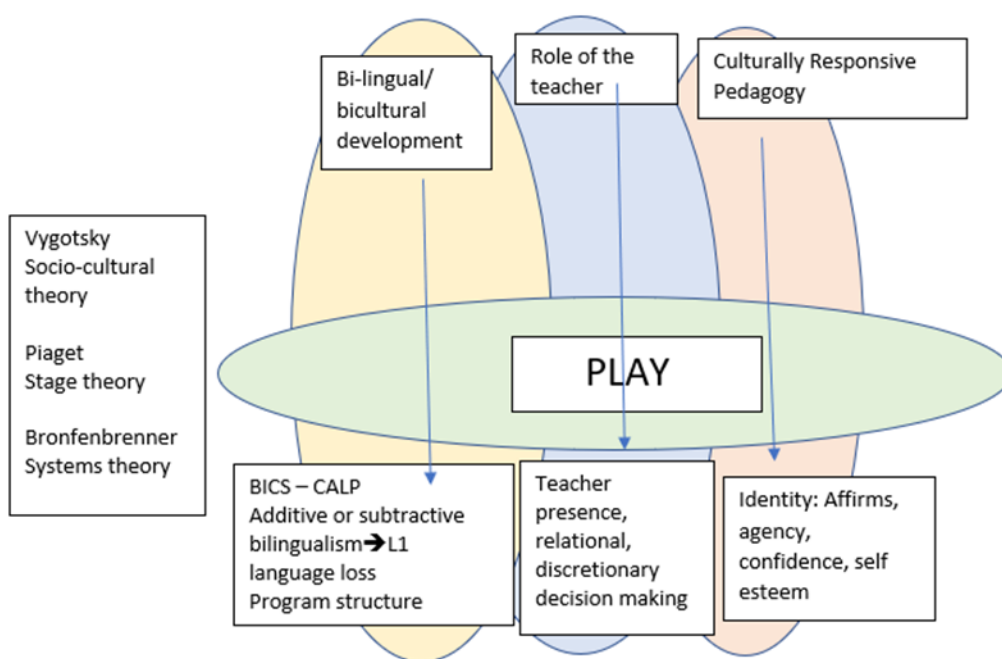 Bi-lingual/
bicultural
development
Role of the
teacher
Culturally Responsive
Pedagogy
Vygotsky
Socio-cultural
theory
Piaget
Stage theory
Bronfenbrenner
Systems theory
PLAY
BICS – CALP
Additive or subtractive
bilingualism➔L1
language loss
Program structure
Teacher
presence,
relational,
discretionary
decision making
Identity: Affirms,
agency,
confidence, self
esteem